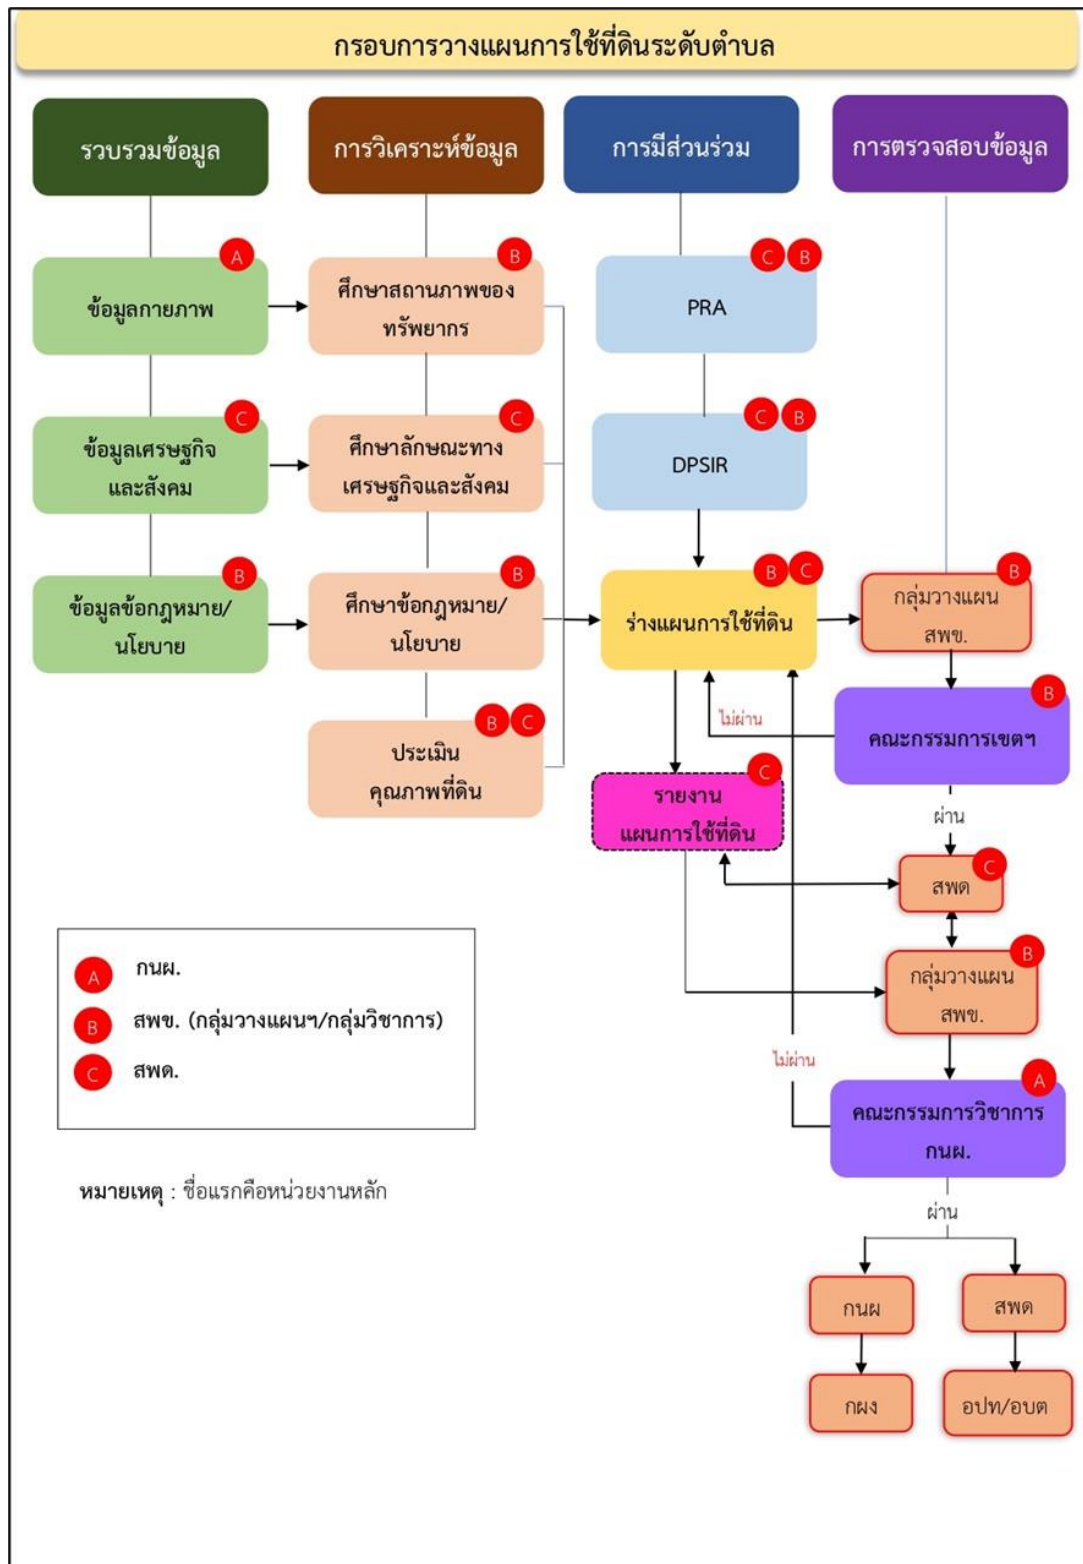 กรอบการวางแผนการใช้ที่ดินระดับตำบล
รวบรวมข้อมูล
การวิเคราะห์ข้อมูล
การมีส่วนร่วม
การตรวจสอบข้อมูล
A
ข้อมูลกายภาพ
B
ศึกษาสถานภาพของ
ทรัพยากร
C B
PRA
C
ข้อมูลเศรษฐกิจ
และสังคม
C
ศึกษาลักษณะทาง
เศรษฐกิจและสังคม
C B
DPSIR
B
ข้อมูลข้อกฎหมาย/
นโยบาย
B
ศึกษาข้อกฎหมาย/
นโยบาย
B C
ร่างแผนการใช้ที่ดิน
B
กลุ่มวางแผน
สพข.
B C
ประเมิน
คุณภาพที่ดิน
ไม่ผ่าน
B
คณะกรรมการเขตฯ
C
รายงาน
แผนการใช้ที่ดิน
ผ่าน
C
สพด
B
กลุ่มวางแผน
สพข.
A กนผ.
B สพข. (กลุ่มวางแผนฯ/กลุ่มวิชาการ)
C สพด.
ไม่ผ่าน
A
คณะกรรมการวิชาการ
กนผ.
หมายเหตุ : ชื่อแรกคือหน่วยงานหลัก
ผ่าน
กนผ
สพด
กผง
อปท/อบต